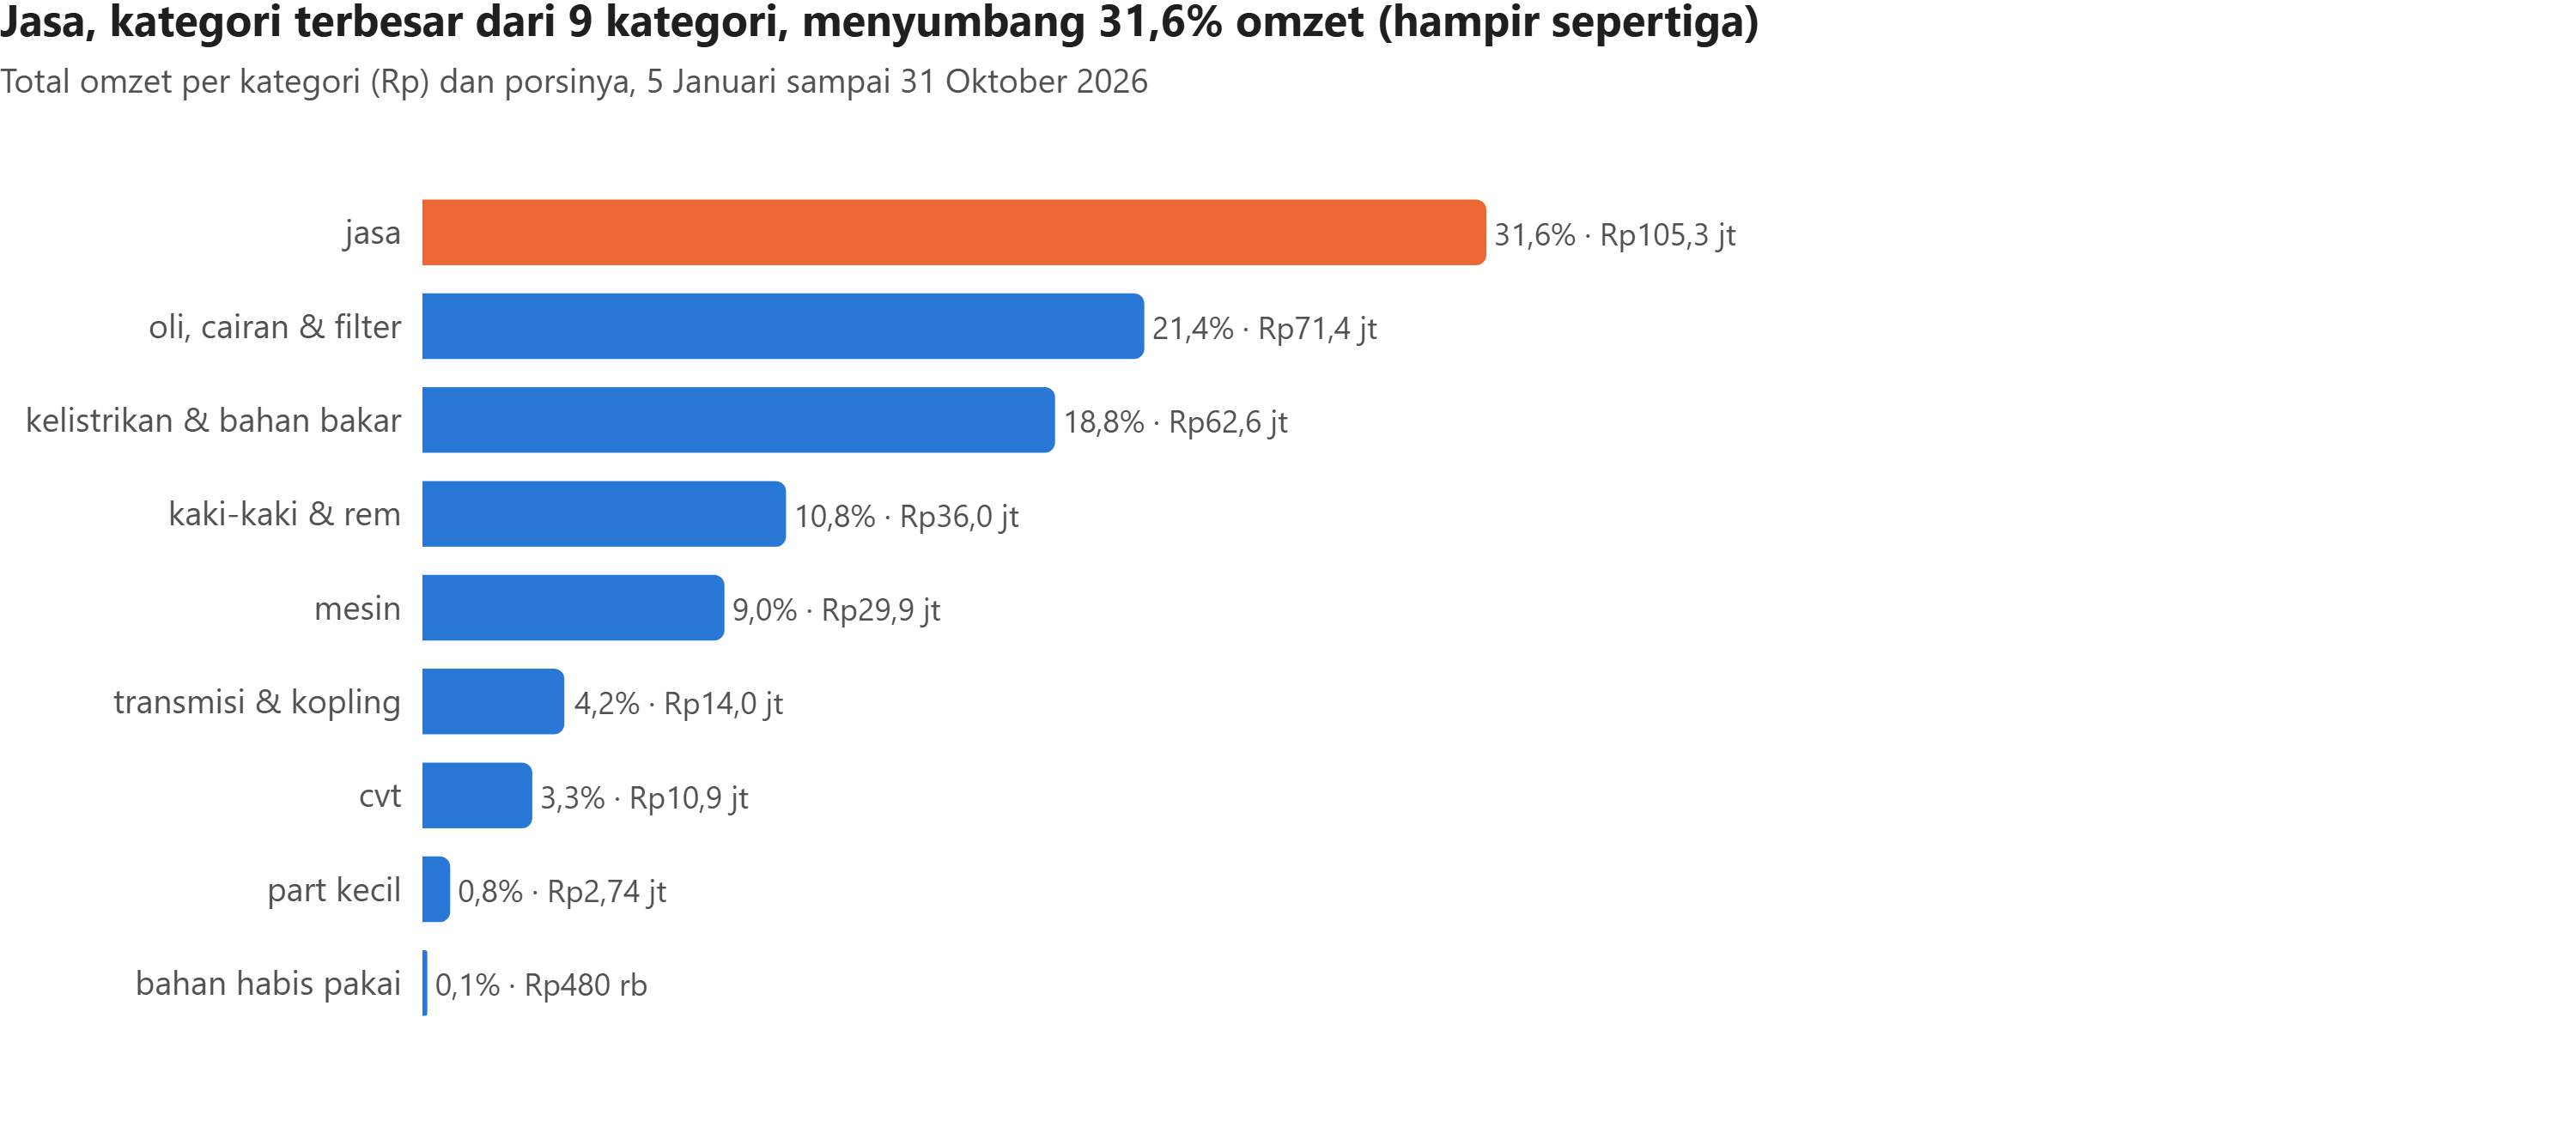 Jasa, kategori terbesar dari 9 kategori, menyumbang 31,6% omzet (hampir sepertiga)
Total omzet per kategori (Rp) dan porsinya, 5 Januari sampai 31 Oktober 2026
jasa 31,6% · Rp105,3 jt
oli, cairan & filter 21,4% · Rp71,4 jt
kelistrikan & bahan bakar 18,8% · Rp62,6 jt
kaki-kaki & rem 10,8% · Rp36,0 jt
mesin 9,0% · Rp29,9 jt
transmisi & kopling 4,2% · Rp14,0 jt
cvt 3,3% · Rp10,9 jt
part kecil 0,8% · Rp2,74 jt
bahan habis pakai 0,1% · Rp480 rb